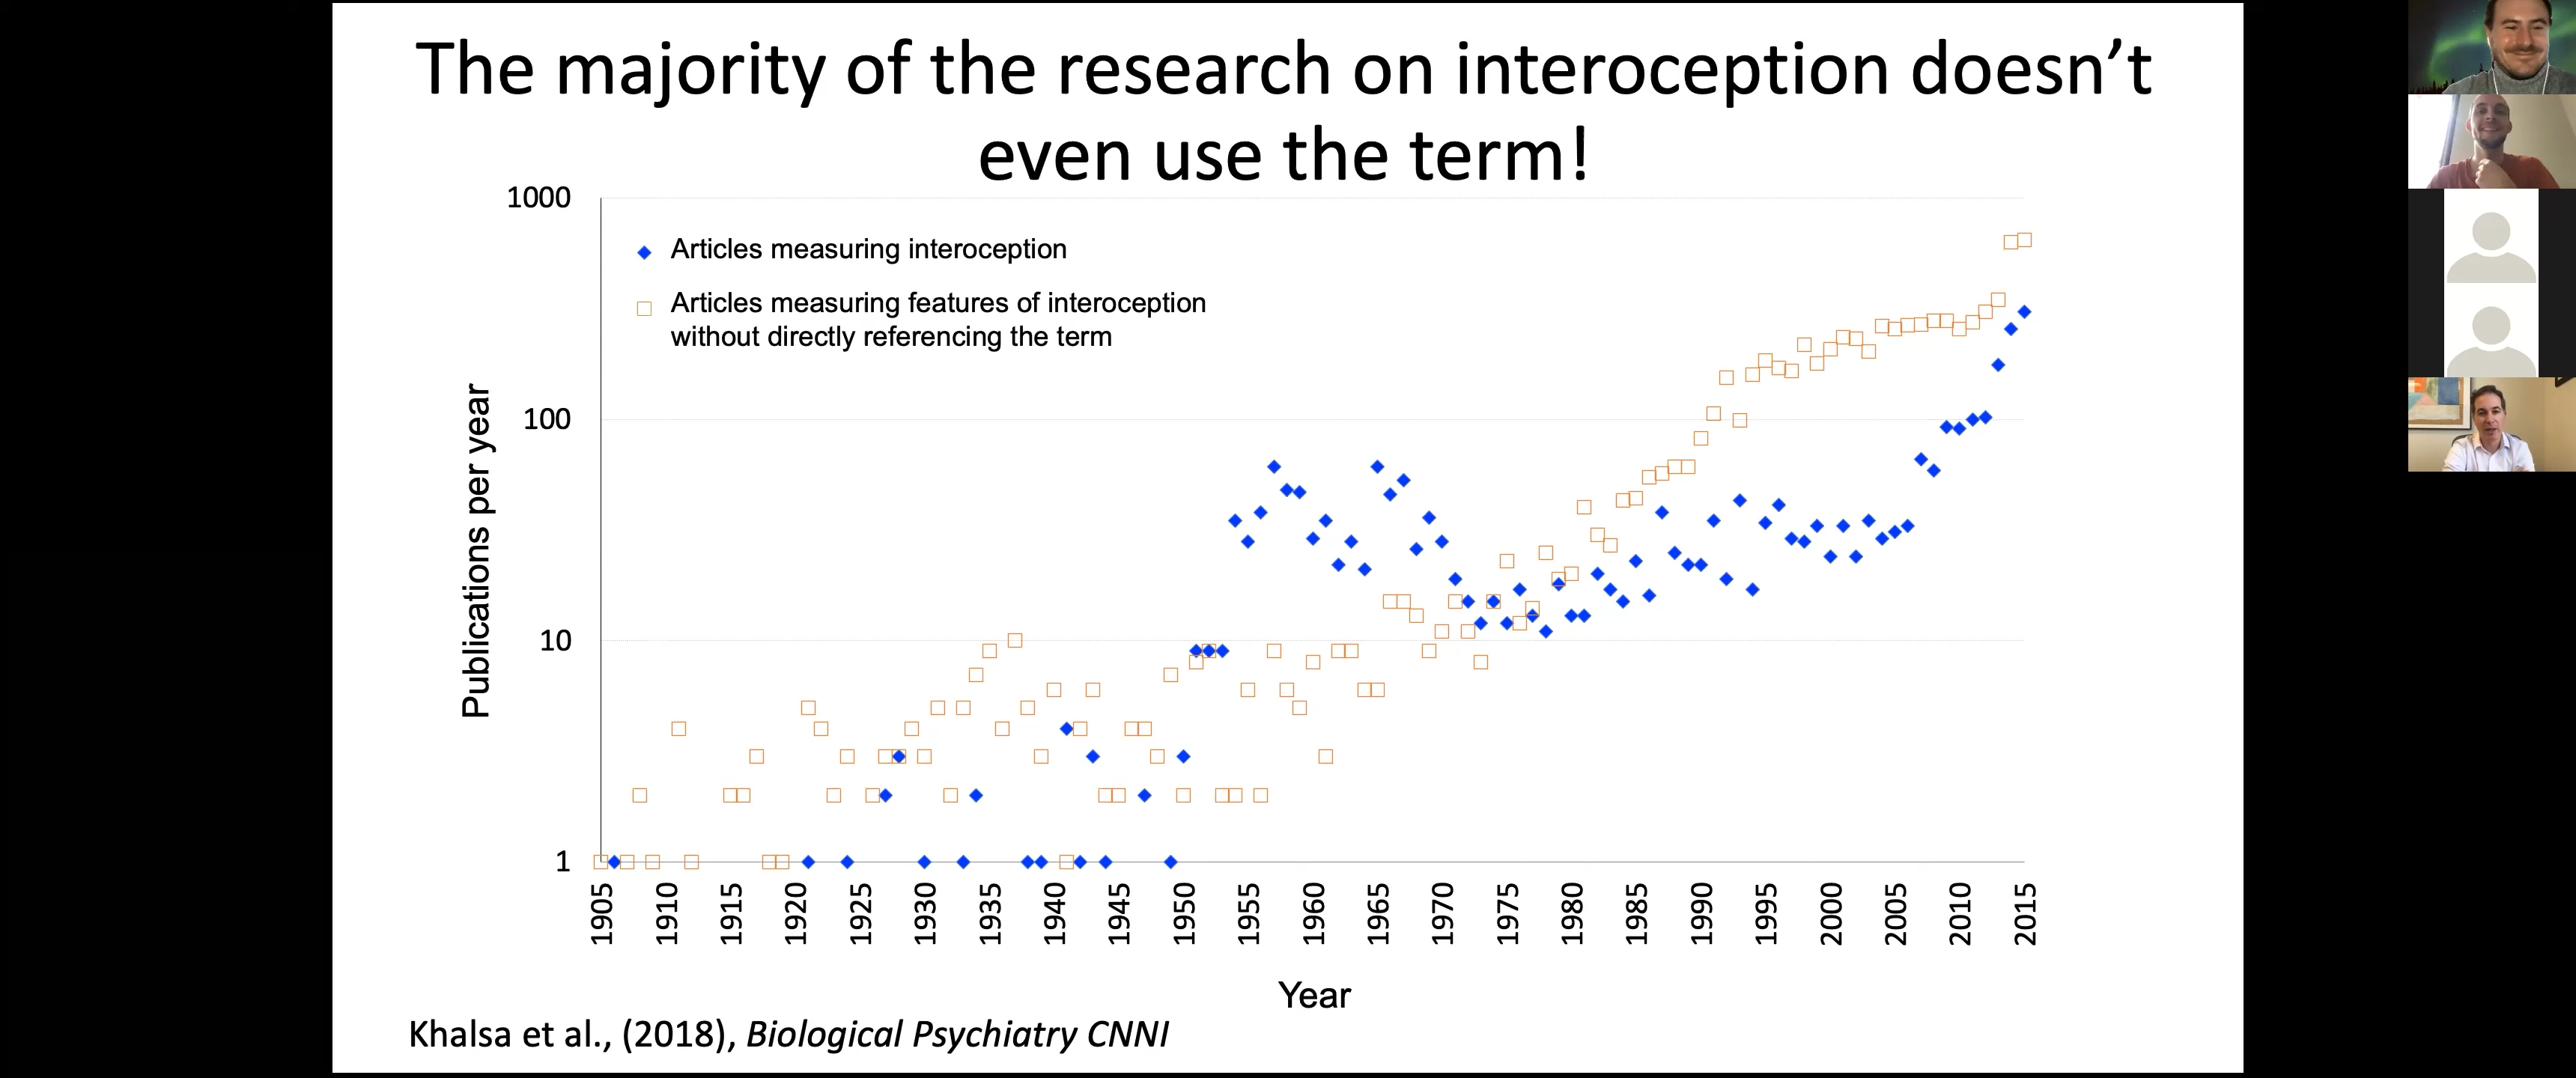 The majority of the research on interoception doesn’t
even use the term!
1000
Articles measuring interoception
Articles measuring features of interoception
without directly referencing the term
100
10
1
Publications per year
1905 1910 1915 1920 1925 1930 1935 1940 1945 1950 1955 1960 1965 1970 1975 1980 1985 1990 1995 2000 2005 2010 2015
Year
Khalsa et al., (2018), Biological Psychiatry CNNI